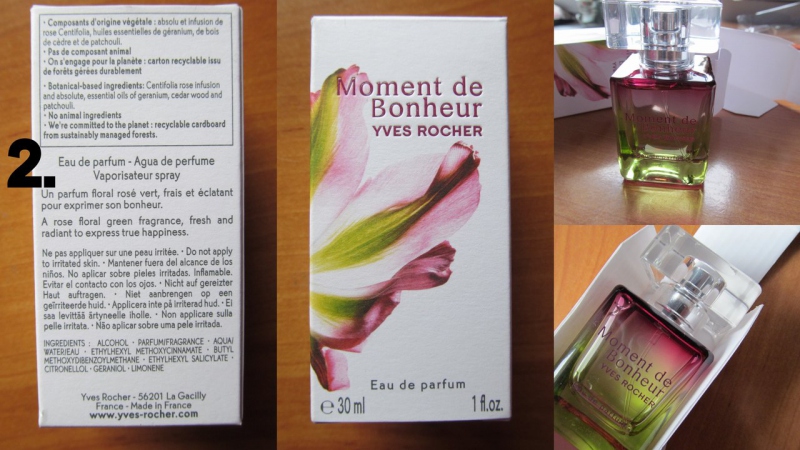 • Composants d'origine végétale : absolu et infusion de
rose Centifolia, huiles essentielles de géranium, de bois
de cèdre et de patchouli.
• Pas de composant animal
• On s'engage pour la planète : carton recyclable issu
de forêts gérées durablement
• Botanical-based ingredients: Centifolia rose infusion
and absolute, essential oils of geranium, cedar wood and
patchouli.
• No animal ingredients
• We're committed to the planet : recyclable cardboard
from sustainably managed forests.
2.
Eau de parfum - Agua de perfume
Vaporisateur spray
Un parfum floral rosé vert, frais et éclatant
pour exprimer son bonheur.
A rose floral green fragrance, fresh and
radiant to express true happiness.
Ne pas appliquer sur une peau irritée. • Do not apply
to irritated skin. • Mantener fuera del alcance de los
niños. No aplicar sobre pieles irritadas. Inflamable.
Evitar el contacto con los ojos. • Nicht auf gereizter
Haut auftragen. • Niet aanbrengen op een
geïrriteerde huid. • Applicera inte på irriterad hud. • Ei
saa levittää ärtyneelle iholle. • Non applicare sulla
pelle irritata. • Não aplicar sobre uma pele irritada.
INGREDIENTS : ALCOHOL • PARFUM/FRAGRANCE • AQUA/
WATER/EAU • ETHYLHEXYL METHOXYCINNAMATE • BUTYL
METHOXYDIBENZOYLMETHANE • ETHYLHEXYL SALICYLATE •
CITRONELLOL • GERANIOL • LIMONENE
Yves Rocher - 56201 La Gacilly
France - Made in France
www.yves-rocher.com
Moment de
Bonheur
YVES ROCHER
Eau de parfum
℮ 30 ml 1 fl.oz.
Moment de
Moment de
Bonheur
YVES ROCHER